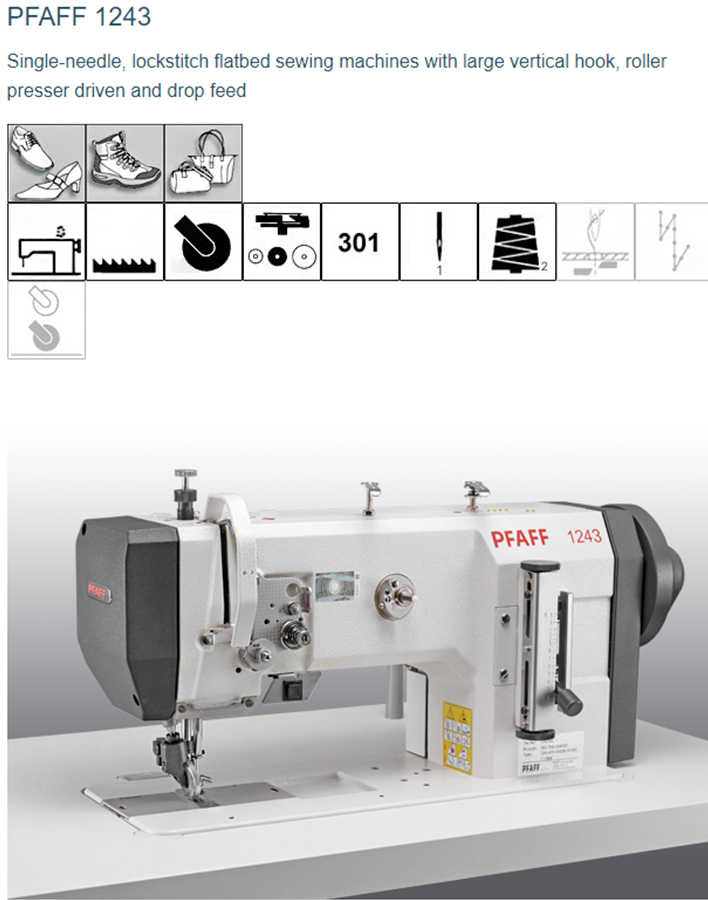 PFAFF 1243
Single-needle, lockstitch flatbed sewing machines with large vertical hook, roller
presser driven and drop feed
301
1
2
PFAFF 1243
PFAFF
PFAFF